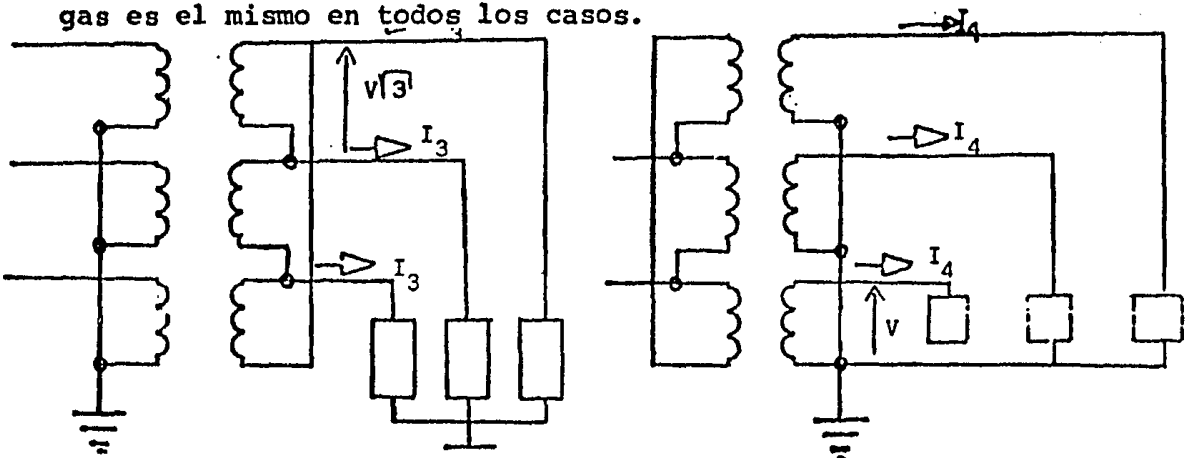 gas es el mismo en todos los casos.
I4
V√3
I3
I4
I3
I4
V